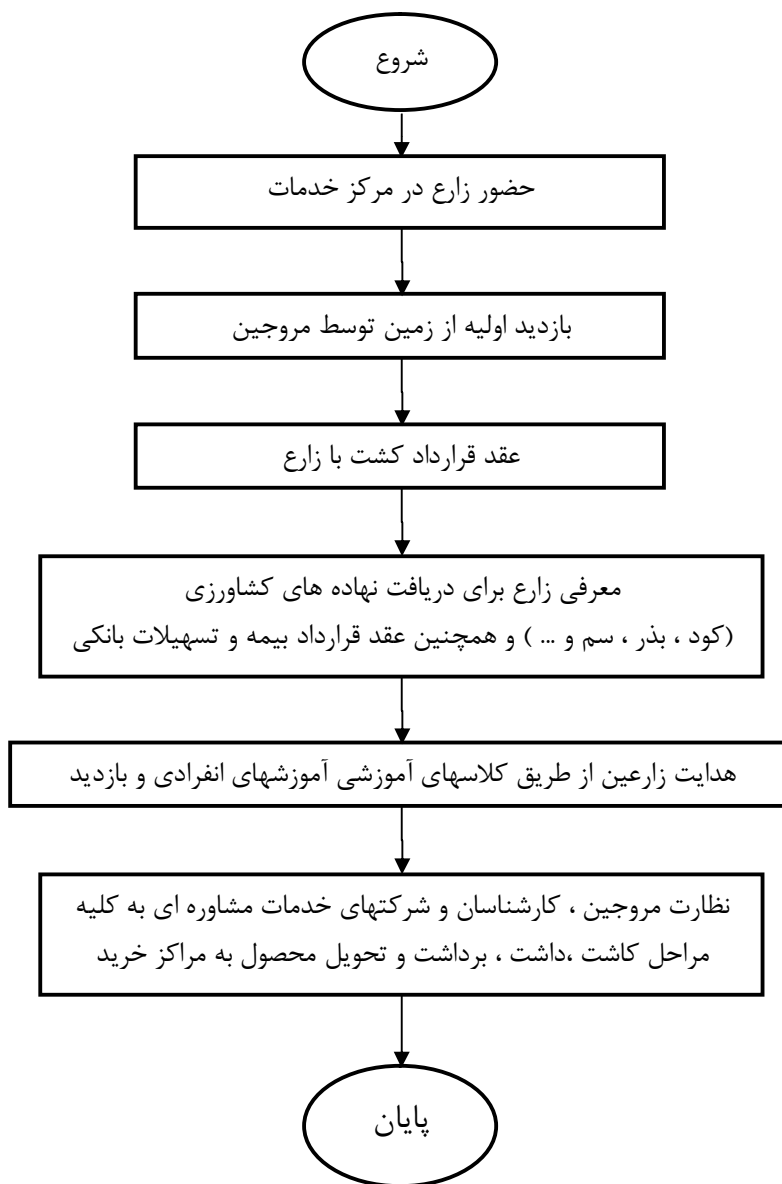 شروع
حضور زارع در مرکز خدمات
بازدید اولیه از زمین توسط مروجین
عقد قرارداد کشت با زارع
معرفی زارع برای دریافت نهاده های کشاورزی
(کود ، بذر ، سم و ... ) و همچنین عقد قرارداد بیمه و تسهیلات بانکی
هدایت زارعین از طریق کلاسهای آموزشی آموزشهای انفرادی و بازدید
نظارت مروجین ، کارشناسان و شرکتهای خدمات مشاوره ای به کلیه
مراحل کاشت ،داشت ، برداشت و تحویل محصول به مراکز خرید
پایان